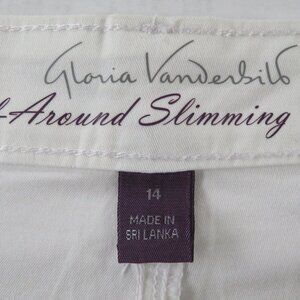 Gloria Vanderbilt
-Around Slimming
14
MADE IN
SRI LANKA